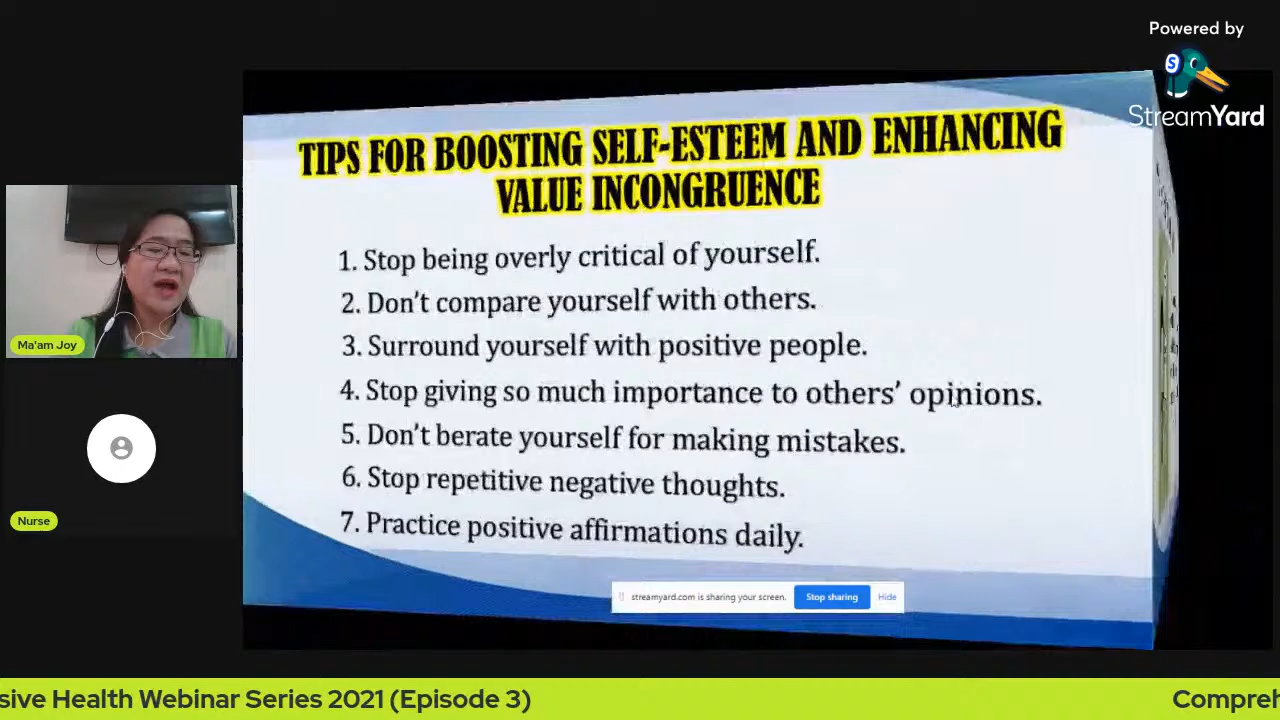 Powered by
StreamYard
TIPS FOR BOOSTING SELF-ESTEEM AND ENHANCING
VALUE INCONGRUENCE
1. Stop being overly critical of yourself.
2. Don't compare yourself with others.
3. Surround yourself with positive people.
4. Stop giving so much importance to others' opinions.
5. Don't berate yourself for making mistakes.
6. Stop repetitive negative thoughts.
7. Practice positive affirmations daily.
Ma'am Joy
Nurse
streamyard.com is sharing your screen. Stop sharing Hide
sive Health Webinar Series 2021 (Episode 3) Compreh